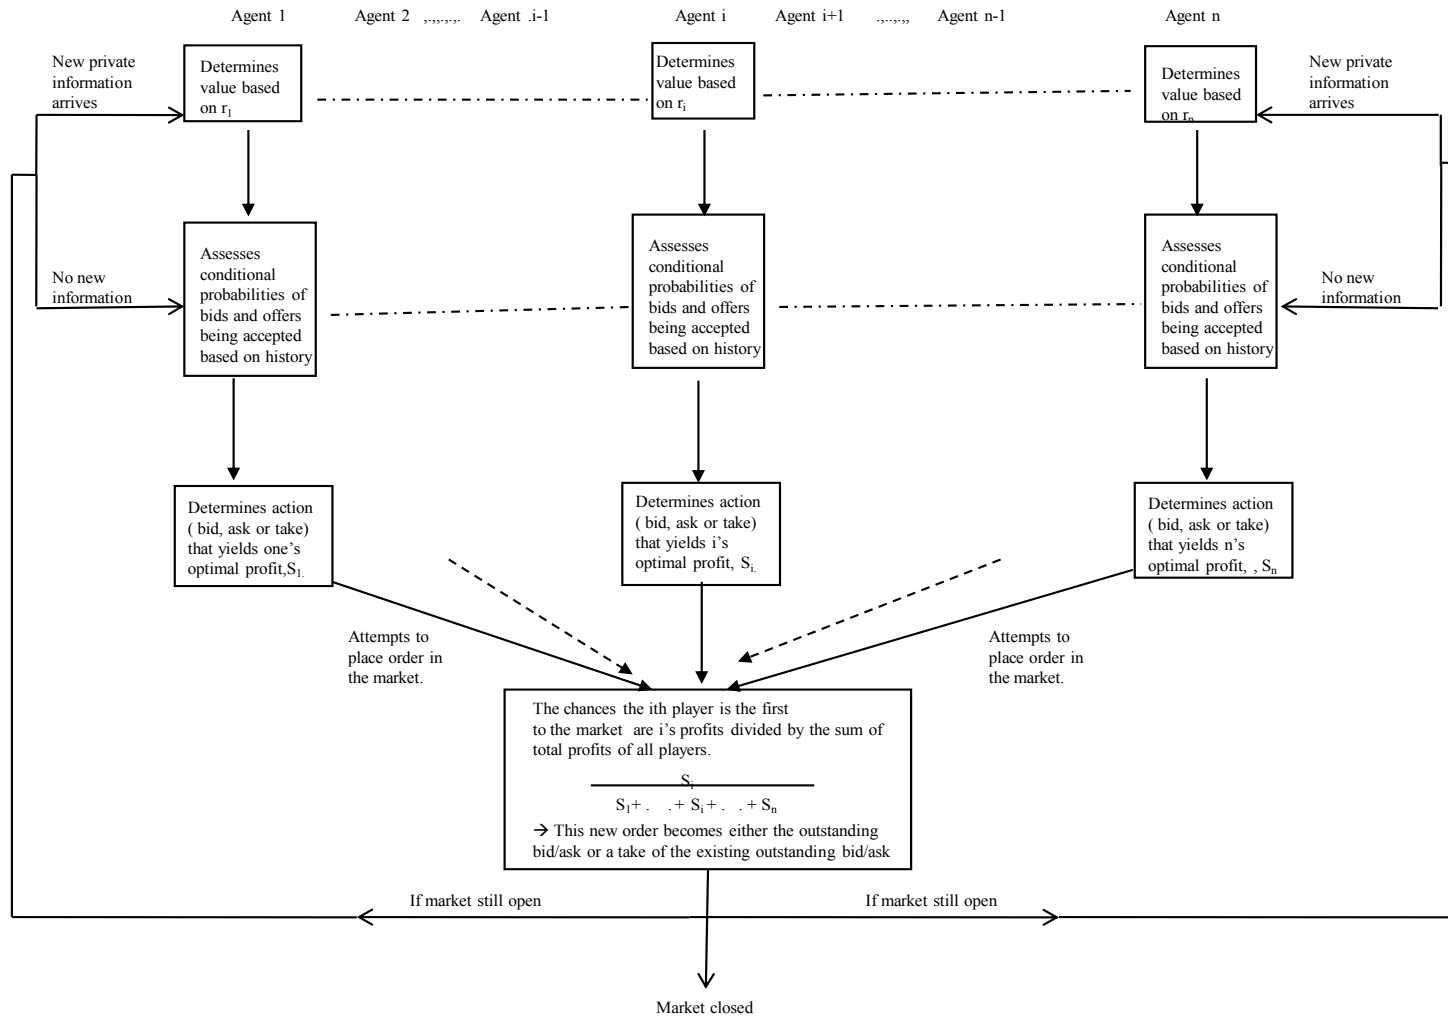 Agent 1 Agent 2 ,.,,.,.,. Agent .i-1 Agent i Agent i+1 .,..,.,, Agent n-1 Agent n
New private
information
arrives
Determines
value based
on r1
Determines
value based
on ri
Determines
value based
on rn
New private
information
arrives
No new
information
Assesses
conditional
probabilities of
bids and offers
being accepted
based on history
Assesses
conditional
probabilities of
bids and offers
being accepted
based on history
Assesses
conditional
probabilities of
bids and offers
being accepted
based on history
No new
information
Determines action
( bid, ask or take)
that yields one's
optimal profit,S1.
Determines action
( bid, ask or take)
that yields i's
optimal profit, Si.
Determines action
( bid, ask or take)
that yields n's
optimal profit, , Sn
Attempts to
place order in
the market.
Attempts to
place order in
the market.
The chances the ith player is the first
to the market are i's profits divided by the sum of
total profits of all players.
Si
S1+ . . + Si + . . + Sn
→ This new order becomes either the outstanding
bid/ask or a take of the existing outstanding bid/ask
If market still open If market still open
Market closed